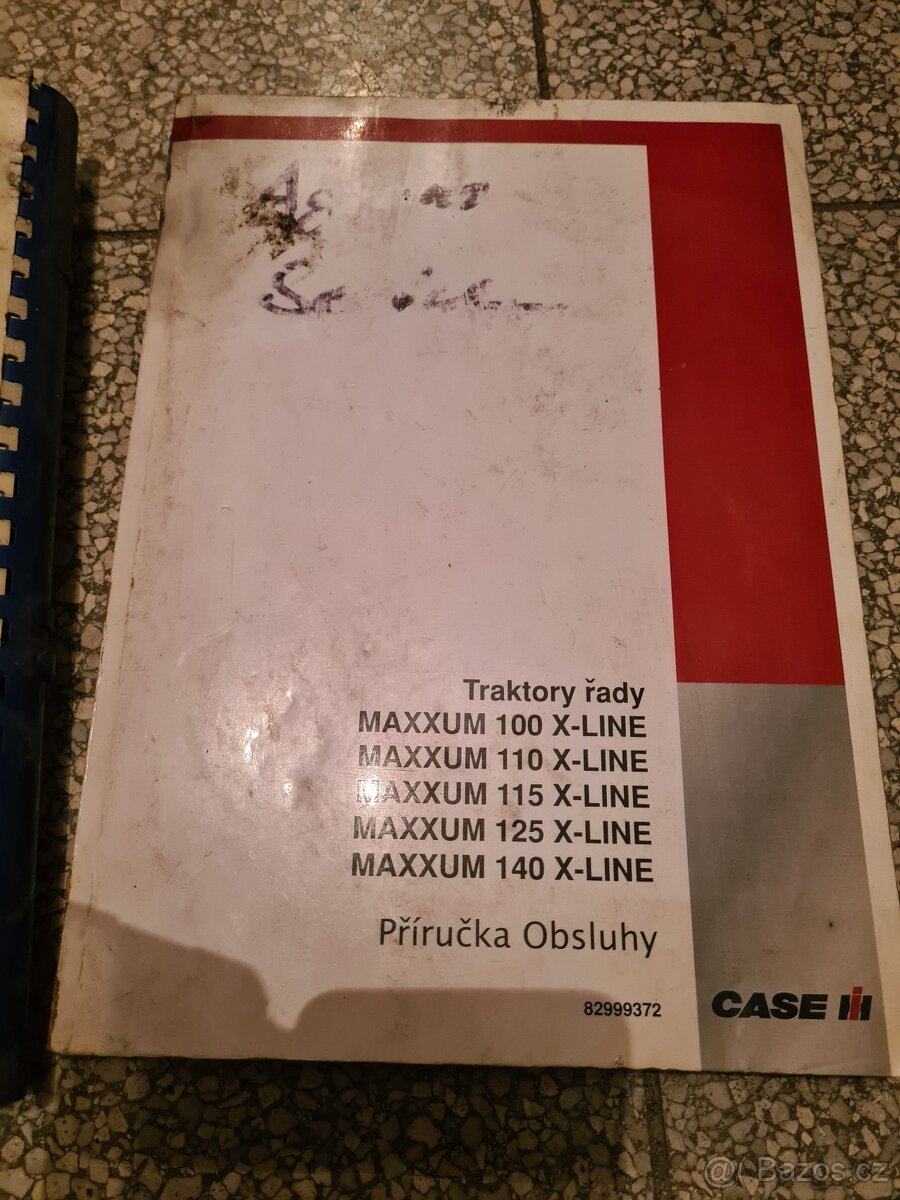 Traktory řady
MAXXUM 100 X-LINE
MAXXUM 110 X-LINE
MAXXUM 115 X-LINE
MAXXUM 125 X-LINE
MAXXUM 140 X-LINE
Příručka Obsluhy
82999372
CASE IH
@( Bazos.cz